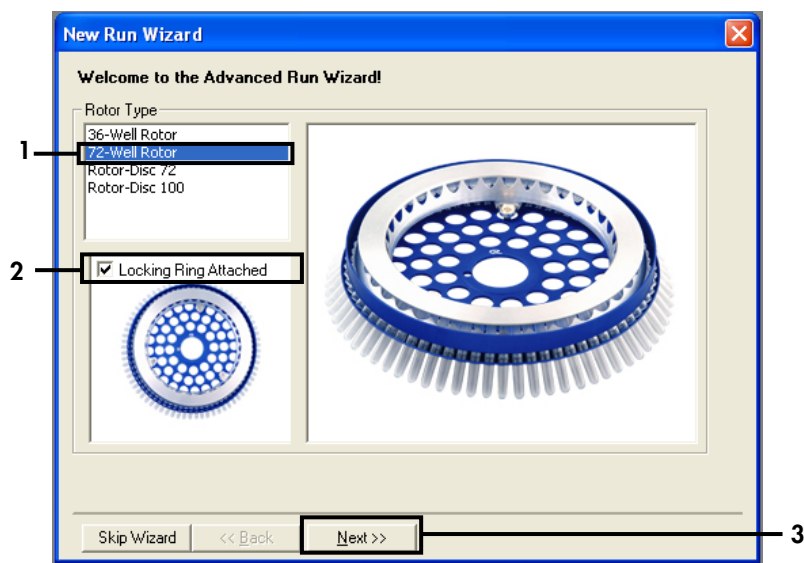 New Run Wizard
Welcome to the Advanced Run Wizard!
Rotor Type
36-Well Rotor
1
72-Well Rotor
Rotor-Disc 72
Rotor-Disc 100
2
Locking Ring Attached
Skip Wizard
<< Back
Next >>
3